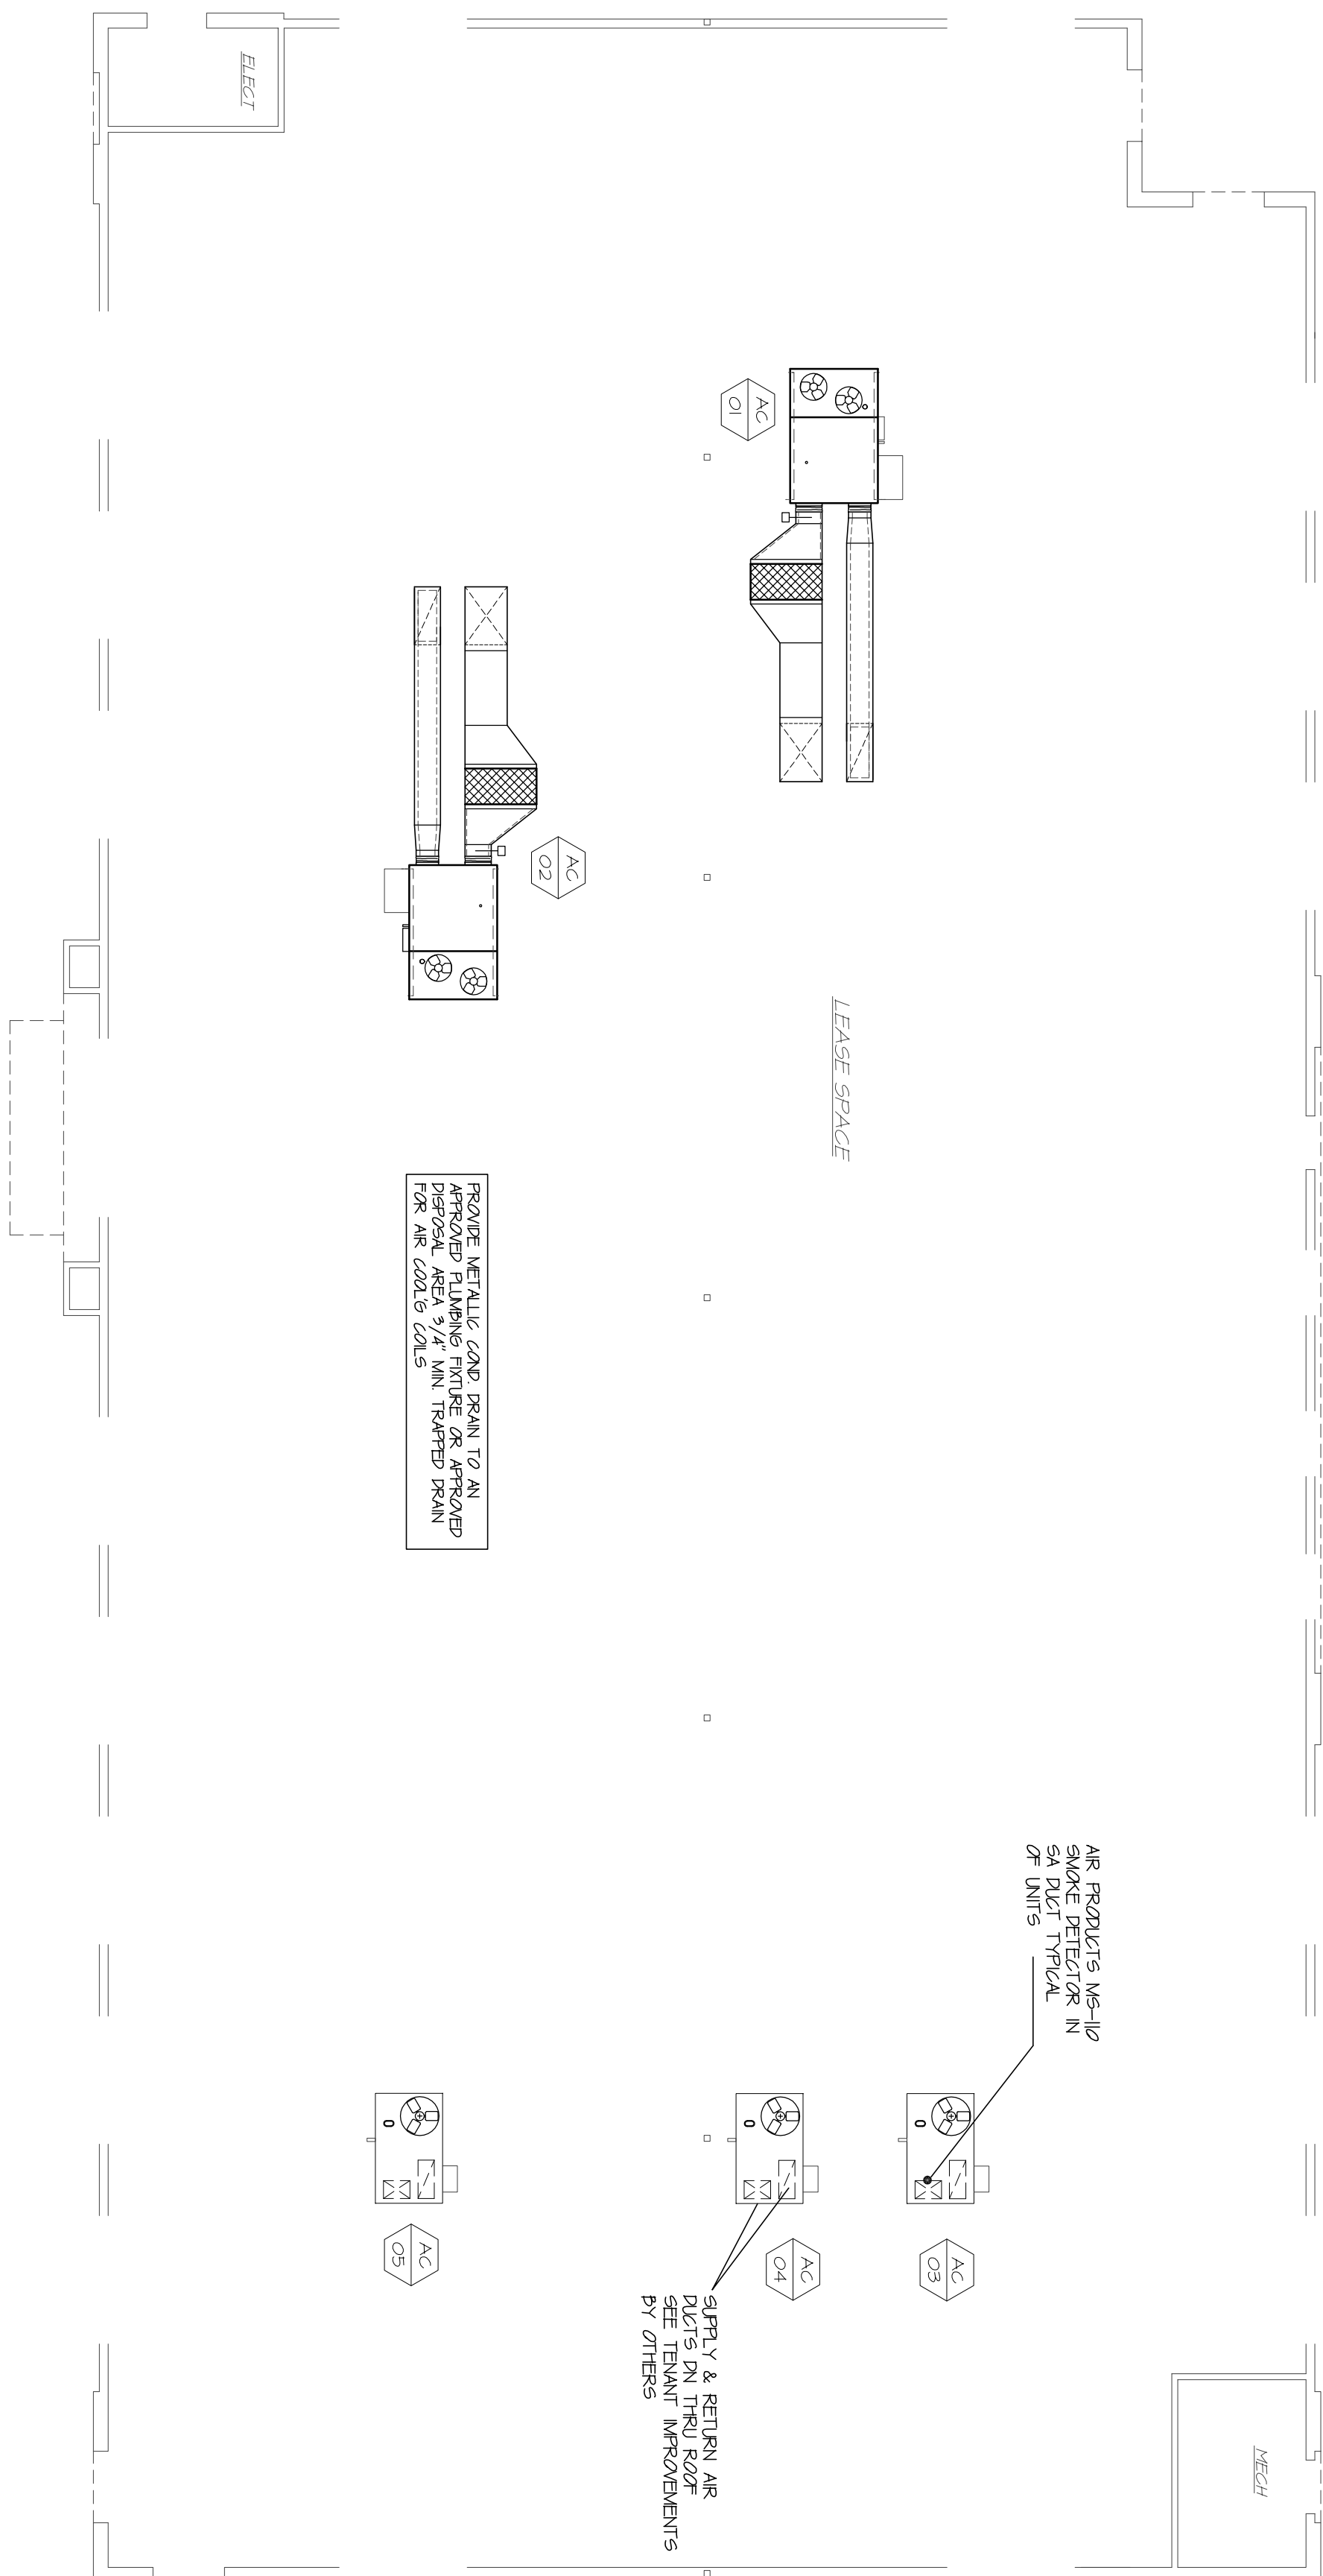 ELECT
AC
01
AC
02
LEASE SPACE
PROVIDE METALLIC COND. DRAIN TO AN
APPROVED PLUMBING FIXTURE OR APPROVED
DISPOSAL AREA 3/4" MIN. TRAPPED DRAIN
FOR AIR COOL'G COILS
AIR PRODUCTS MS-110
SMOKE DETECTOR IN
SA DUCT TYPICAL
OF UNITS
AC
03
AC
04
AC
05
SUPPLY & RETURN AIR
DUCTS DN THRU ROOF
SEE TENANT IMPROVEMENTS
BY OTHERS
MECH